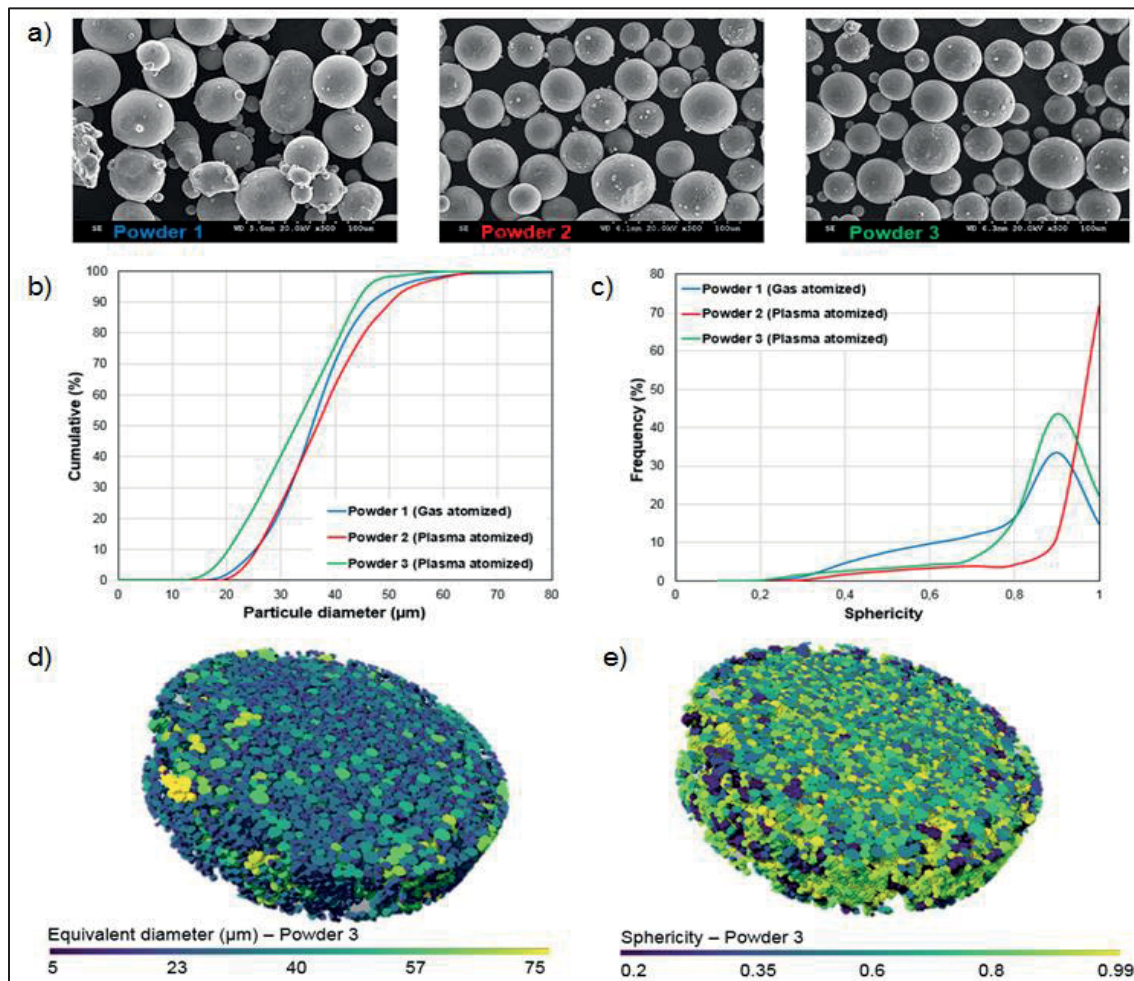 a)
SE WD 5.6mm 20.0kV x500 100um
Powder 1
SE WD 6.1mm 20.0kV x500 100um
Powder 2
SE WD 6.3mm 20.0kV x500 100um
Powder 3
b)
100
90
80
70
60
50
40
30
20
10
0
Cumulative (%)
Powder 1 (Gas atomized)
Powder 2 (Plasma atomized)
Powder 3 (Plasma atomized)
0 10 20 30 40 50 60 70 80
Particule diameter (µm)
c)
80
70
60
50
40
30
20
10
0
Frequency (%)
Powder 1 (Gas atomized)
Powder 2 (Plasma atomized)
Powder 3 (Plasma atomized)
0 0,2 0,4 0,6 0,8 1
Sphericity
d)
Equivalent diameter (µm) – Powder 3
5 23 40 57 75
e)
Sphericity – Powder 3
0.2 0.35 0.6 0.8 0.99